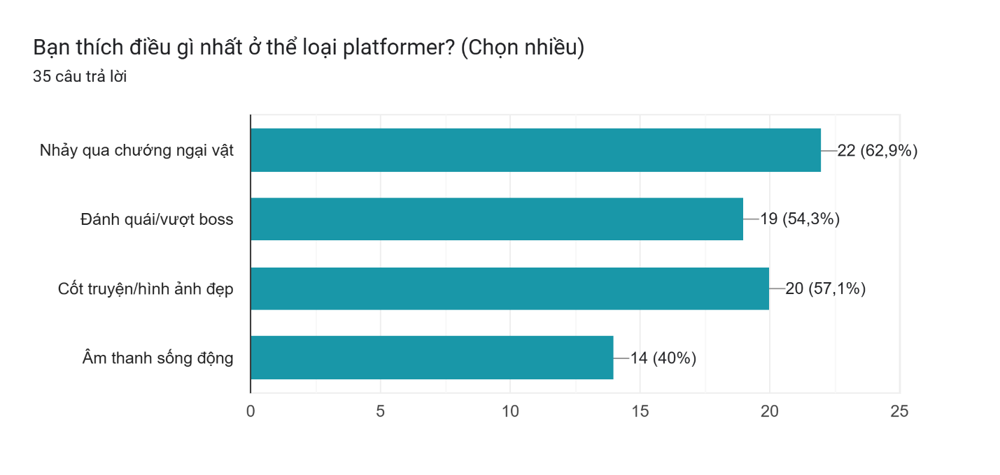 Bạn thích điều gì nhất ở thể loại platformer? (Chọn nhiều)
35 câu trả lời
Nhảy qua chướng ngại vật
22 (62,9%)
Đánh quái/vượt boss
19 (54,3%)
Cốt truyện/hình ảnh đẹp
20 (57,1%)
Âm thanh sống động
14 (40%)
0 5 10 15 20 25